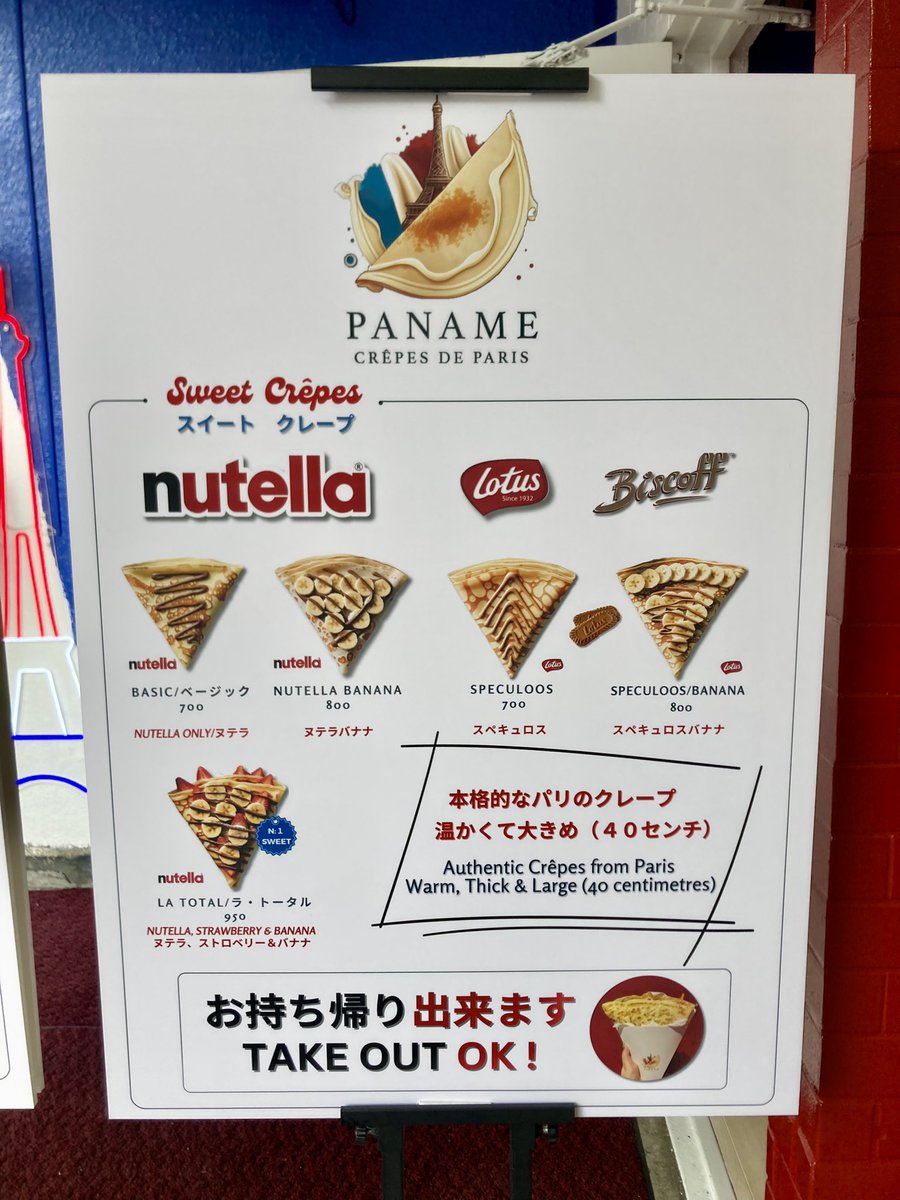 PANAME
CRÊPES DE PARIS
Sweet Crêpes
スイート クレープ
nutella®
Lotus
Since 1932
Biscoff™
nutella
BASIC/ベージック
700
NUTELLA ONLY/ヌテラ
nutella
NUTELLA BANANA
800
ヌテラバナナ
Lotus
SPECULOOS
700
スペキュロス
Lotus
Lotus
SPECULOOS/BANANA
800
スペキュロスバナナ
N:1
SWEET
nutella
LA TOTAL/ラ・トータル
950
NUTELLA, STRAWBERRY & BANANA
ヌテラ、ストロベリー&バナナ
本格的なパリのクレープ
温かくて大きめ（４０センチ）
Authentic Crêpes from Paris
Warm, Thick & Large (40 centimetres)
お持ち帰り出来ます
TAKE OUT OK !